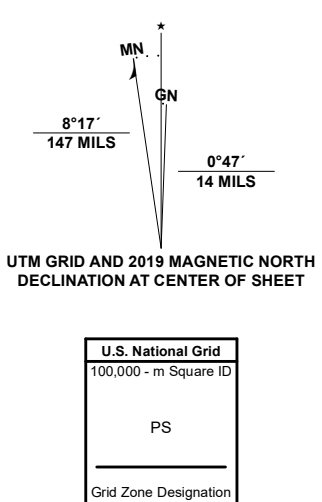 ★
MN
GN
8°17´
147 MILS
0°47´
14 MILS
UTM GRID AND 2019 MAGNETIC NORTH
DECLINATION AT CENTER OF SHEET
U.S. National Grid
100,000 - m Square ID
PS
Grid Zone Designation